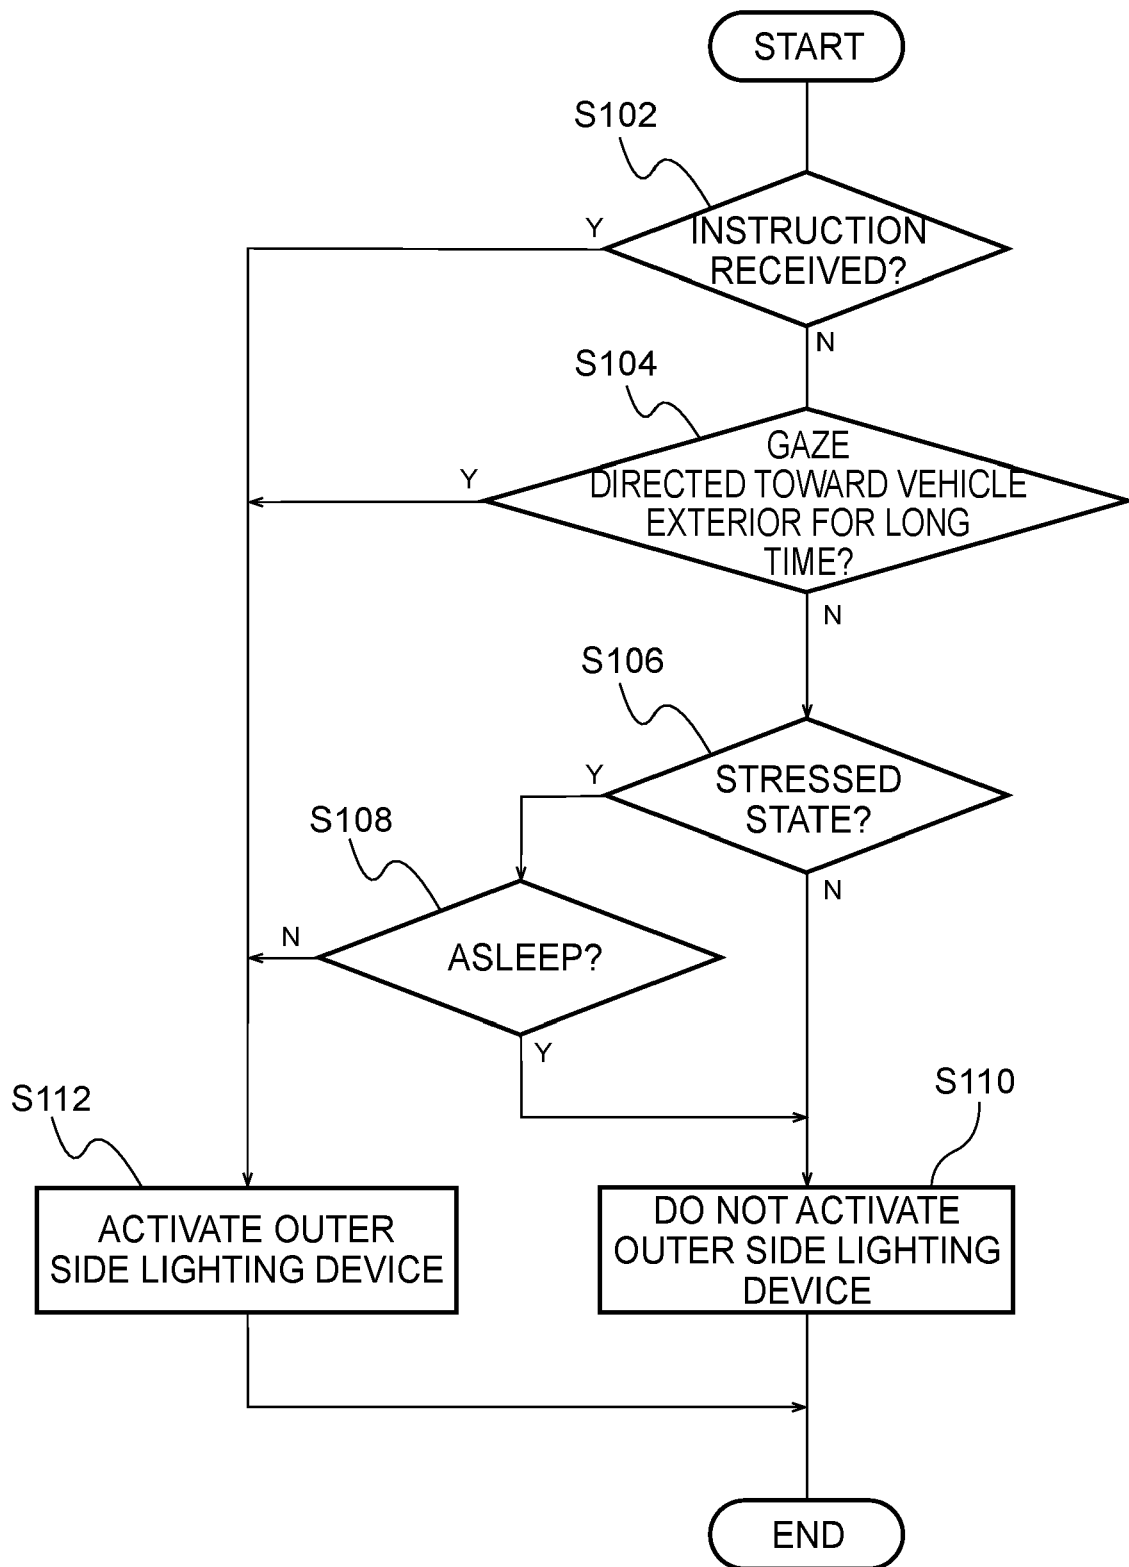 START
S102
Y
INSTRUCTION
RECEIVED?
N
S104
GAZE
Y
DIRECTED TOWARD VEHICLE
EXTERIOR FOR LONG
TIME?
N
S106
Y
STRESSED
STATE?
S108
N
N
ASLEEP?
Y
S112
S110
ACTIVATE OUTER
SIDE LIGHTING DEVICE
DO NOT ACTIVATE
OUTER SIDE LIGHTING
DEVICE
END